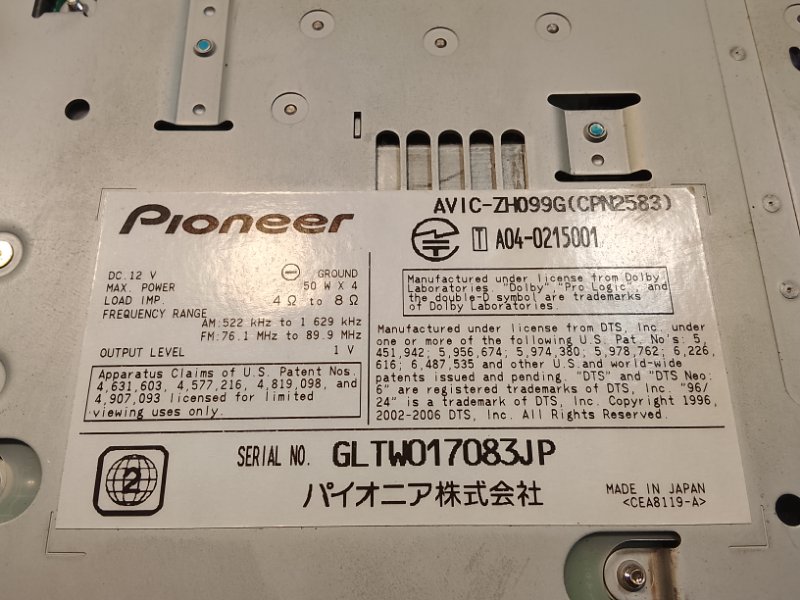 Pioneer
AVIC-ZH099G(CPN2583)
T A04-0215001
DC.12 V GROUND
MAX. POWER 50 W X 4
LOAD IMP. 4 Ω to 8 Ω
FREQUENCY RANGE
AM:522 kHz to 1 629 kHz
FM:76.1 MHz to 89.9 MHz
OUTPUT LEVEL 1 V
Apparatus Claims of U.S. Patent Nos.
4,631,603, 4,577,216, 4,819,098, and
4,907,093 licensed for limited
viewing uses only.
Manufactured under license from Dolby
Laboratories. "Dolby","Pro Logic", and
the double-D symbol are trademarks
of Dolby Laboratories.
Manufactured under license from DTS, Inc. under
one or more of the following U.S. Pat. No's: 5,
451,942; 5,956,674; 5,974,380; 5,978,762; 6,226,
616; 6,487,535 and other U.S.and world-wide
patents issued and pending. "DTS" and "DTS Neo:
6" are registered trademarks of DTS, Inc. "96/
24" is a trademark of DTS, Inc. Copyright 1996,
2002-2006 DTS, Inc. All Rights Reserved.
2
SERIAL NO. GLTW017083JP
パイオニア株式会社
MADE IN JAPAN
<CEA8119-A>